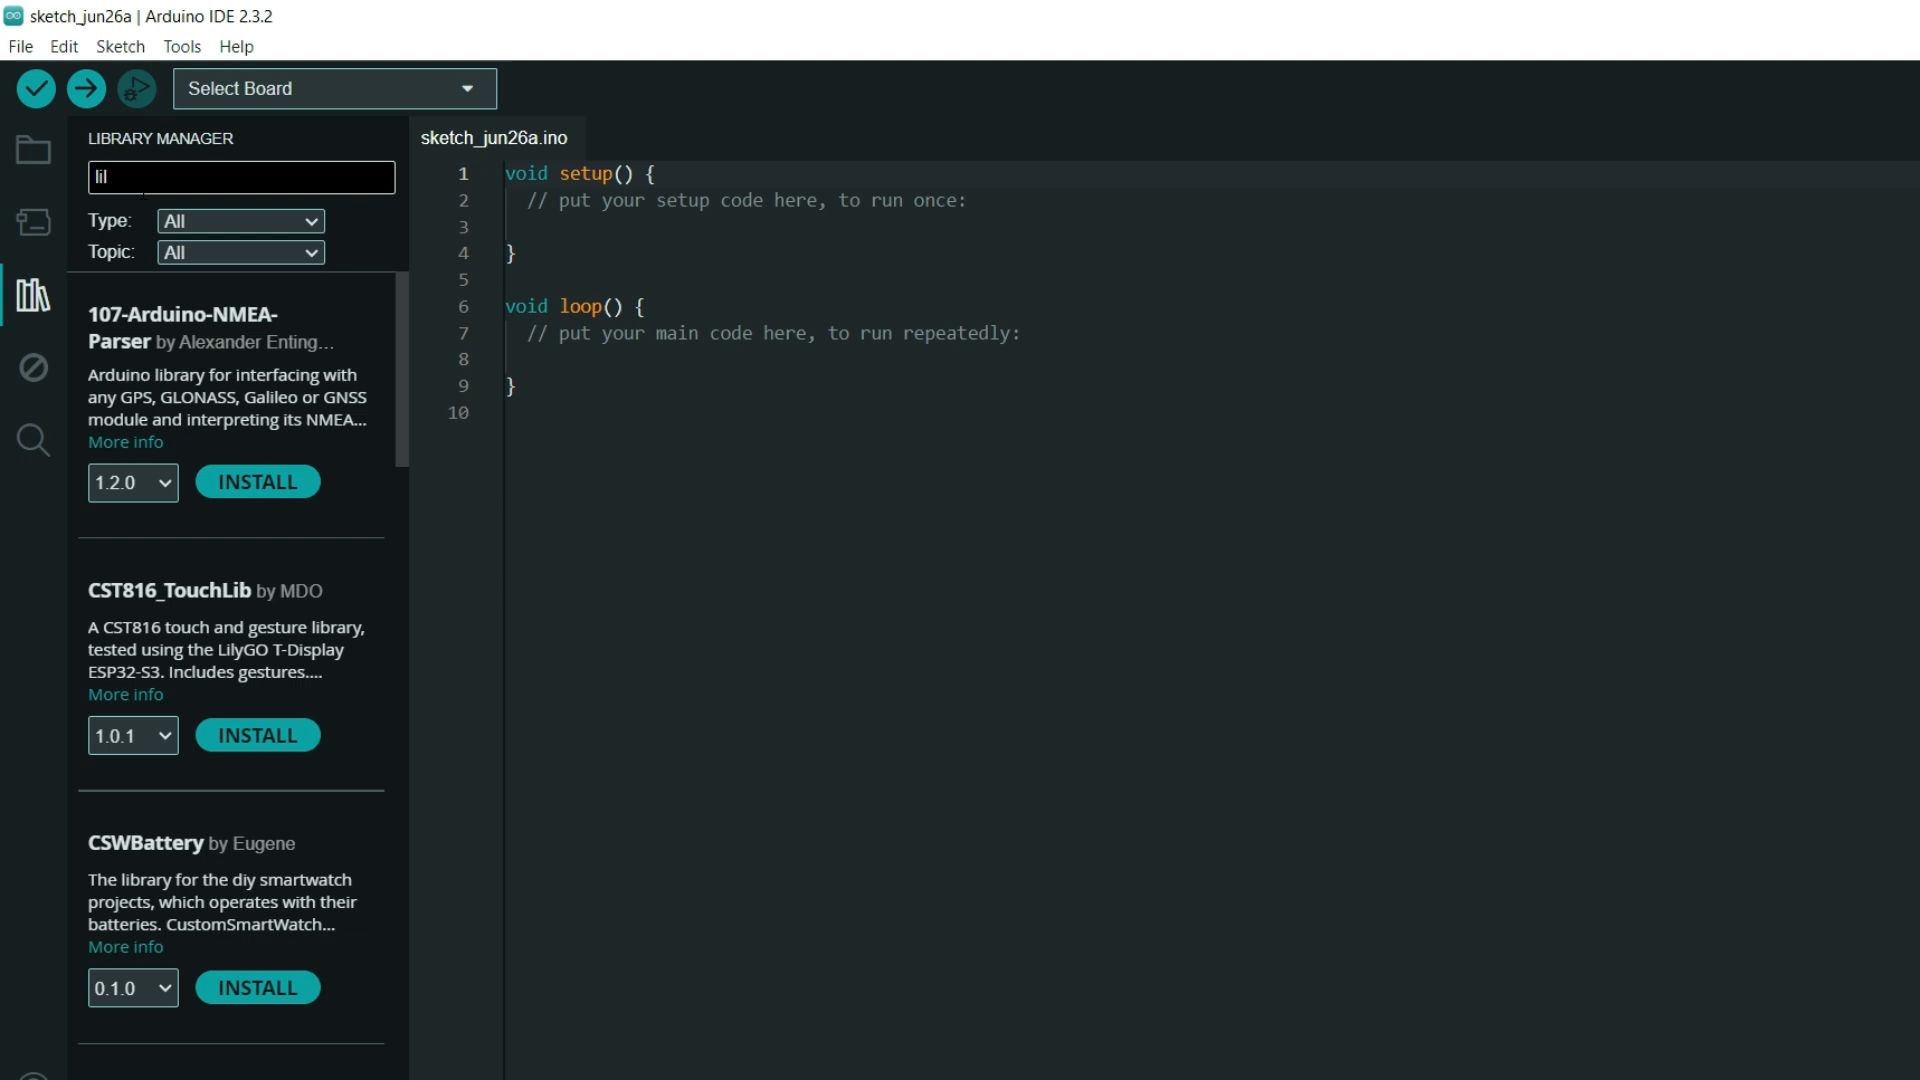 sketch_jun26a | Arduino IDE 2.3.2
File Edit Sketch Tools Help
Select Board
LIBRARY MANAGER
lil
Type: All
Topic: All
107-Arduino-NMEA-
Parser by Alexander Enting...
Arduino library for interfacing with
any GPS, GLONASS, Galileo or GNSS
module and interpreting its NMEA...
More info
1.2.0 INSTALL
CST816_TouchLib by MDO
A CST816 touch and gesture library,
tested using the LilyGO T-Display
ESP32-S3. Includes gestures....
More info
1.0.1 INSTALL
CSWBattery by Eugene
The library for the diy smartwatch
projects, which operates with their
batteries. CustomSmartWatch...
More info
0.1.0 INSTALL
sketch_jun26a.ino
1 void setup() {
2 // put your setup code here, to run once:
3
4 }
5
6 void loop() {
7 // put your main code here, to run repeatedly:
8
9 }
10